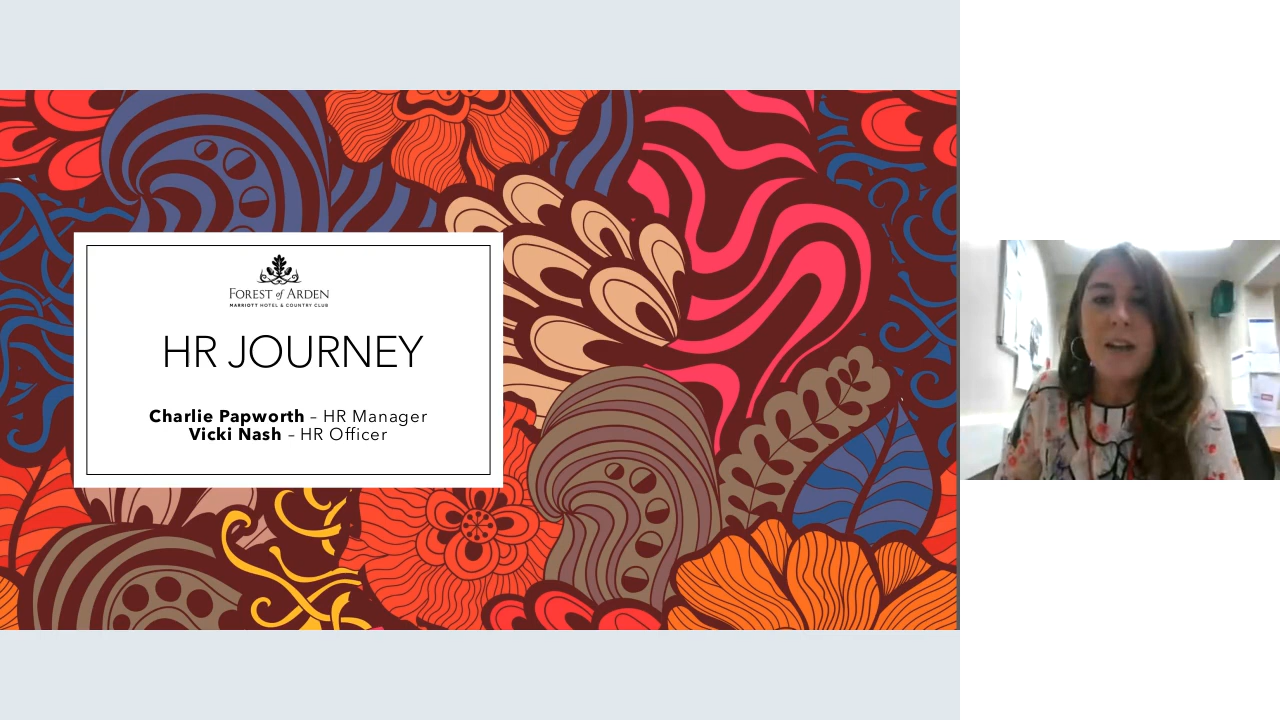 FOREST of ARDEN
MARRIOTT HOTEL & COUNTRY CLUB
HR JOURNEY
Charlie Papworth – HR Manager
Vicki Nash – HR Officer